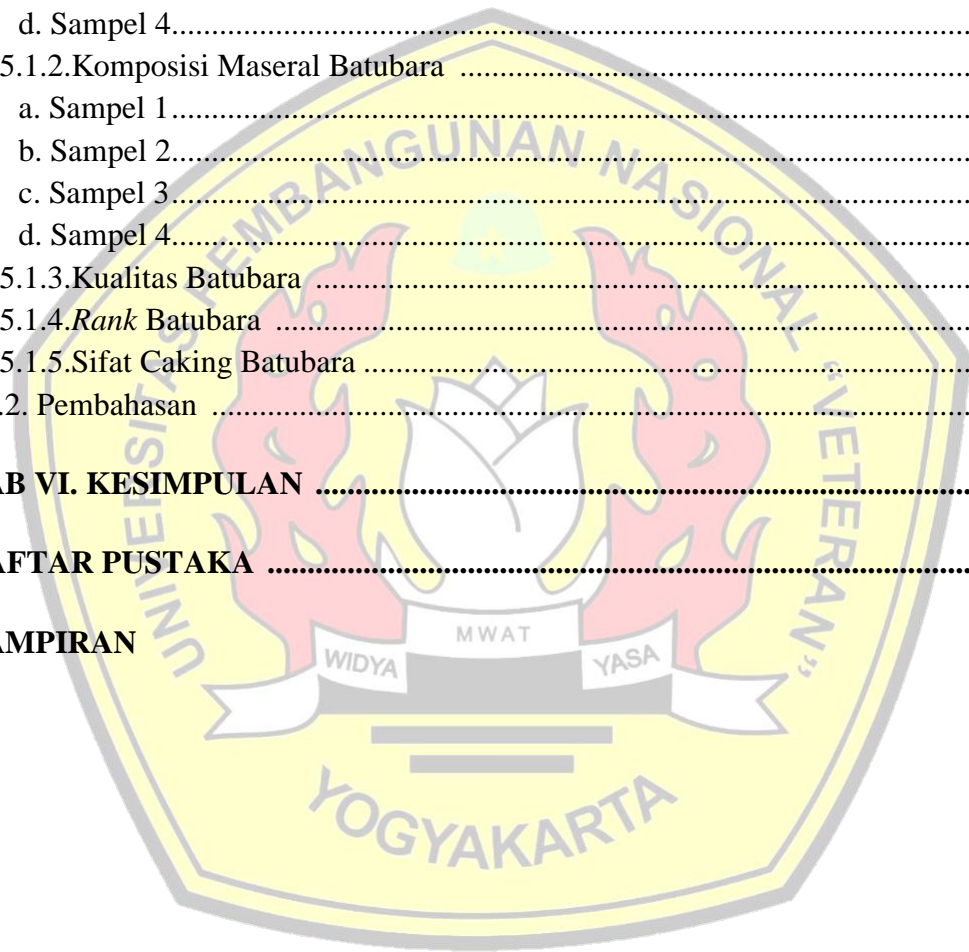 d. Sampel 4
5.1.2.Komposisi Maseral Batubara
a. Sampel 1
b. Sampel 2
c. Sampel 3
d. Sampel 4
5.1.3.Kualitas Batubara
5.1.4.Rank Batubara
5.1.5.Sifat Caking Batubara
.2. Pembahasan
AB VI. KESIMPULAN
AFTAR PUSTAKA
AMPIRAN
UNIVERSITAS PEMBANGUNAN NASIONAL "VETERAN"
WIDYA MWAT YASA
YOGYAKARTA